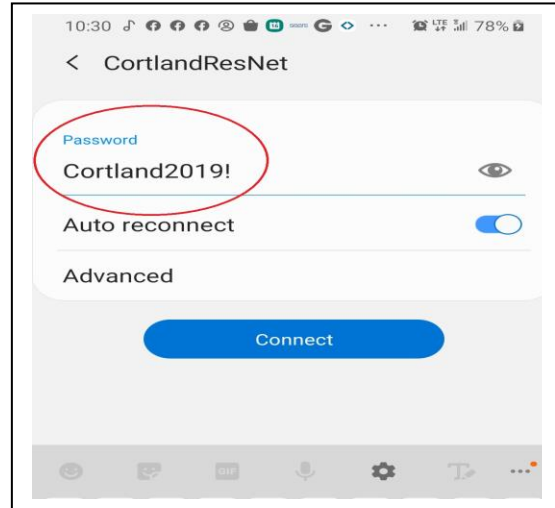 10:30 78%
< CortlandResNet
Password
Cortland2019!
Auto reconnect
Advanced
Connect
GIF